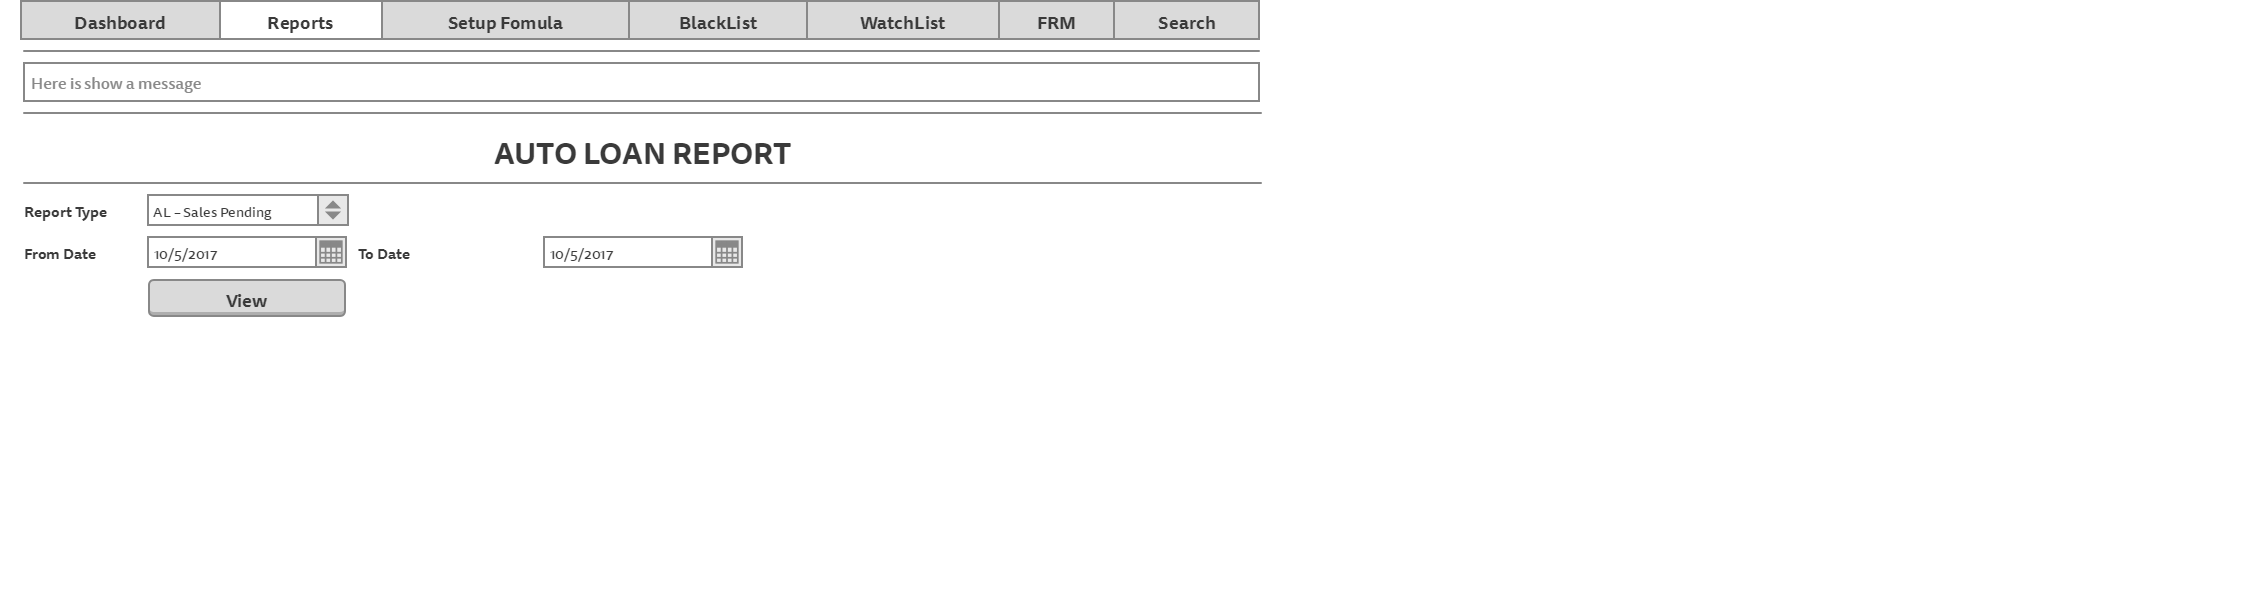 Dashboard Reports Setup Fomula BlackList WatchList FRM Search
Here is show a message
AUTO LOAN REPORT
Report Type AL – Sales Pending
From Date 10/5/2017 To Date 10/5/2017
View